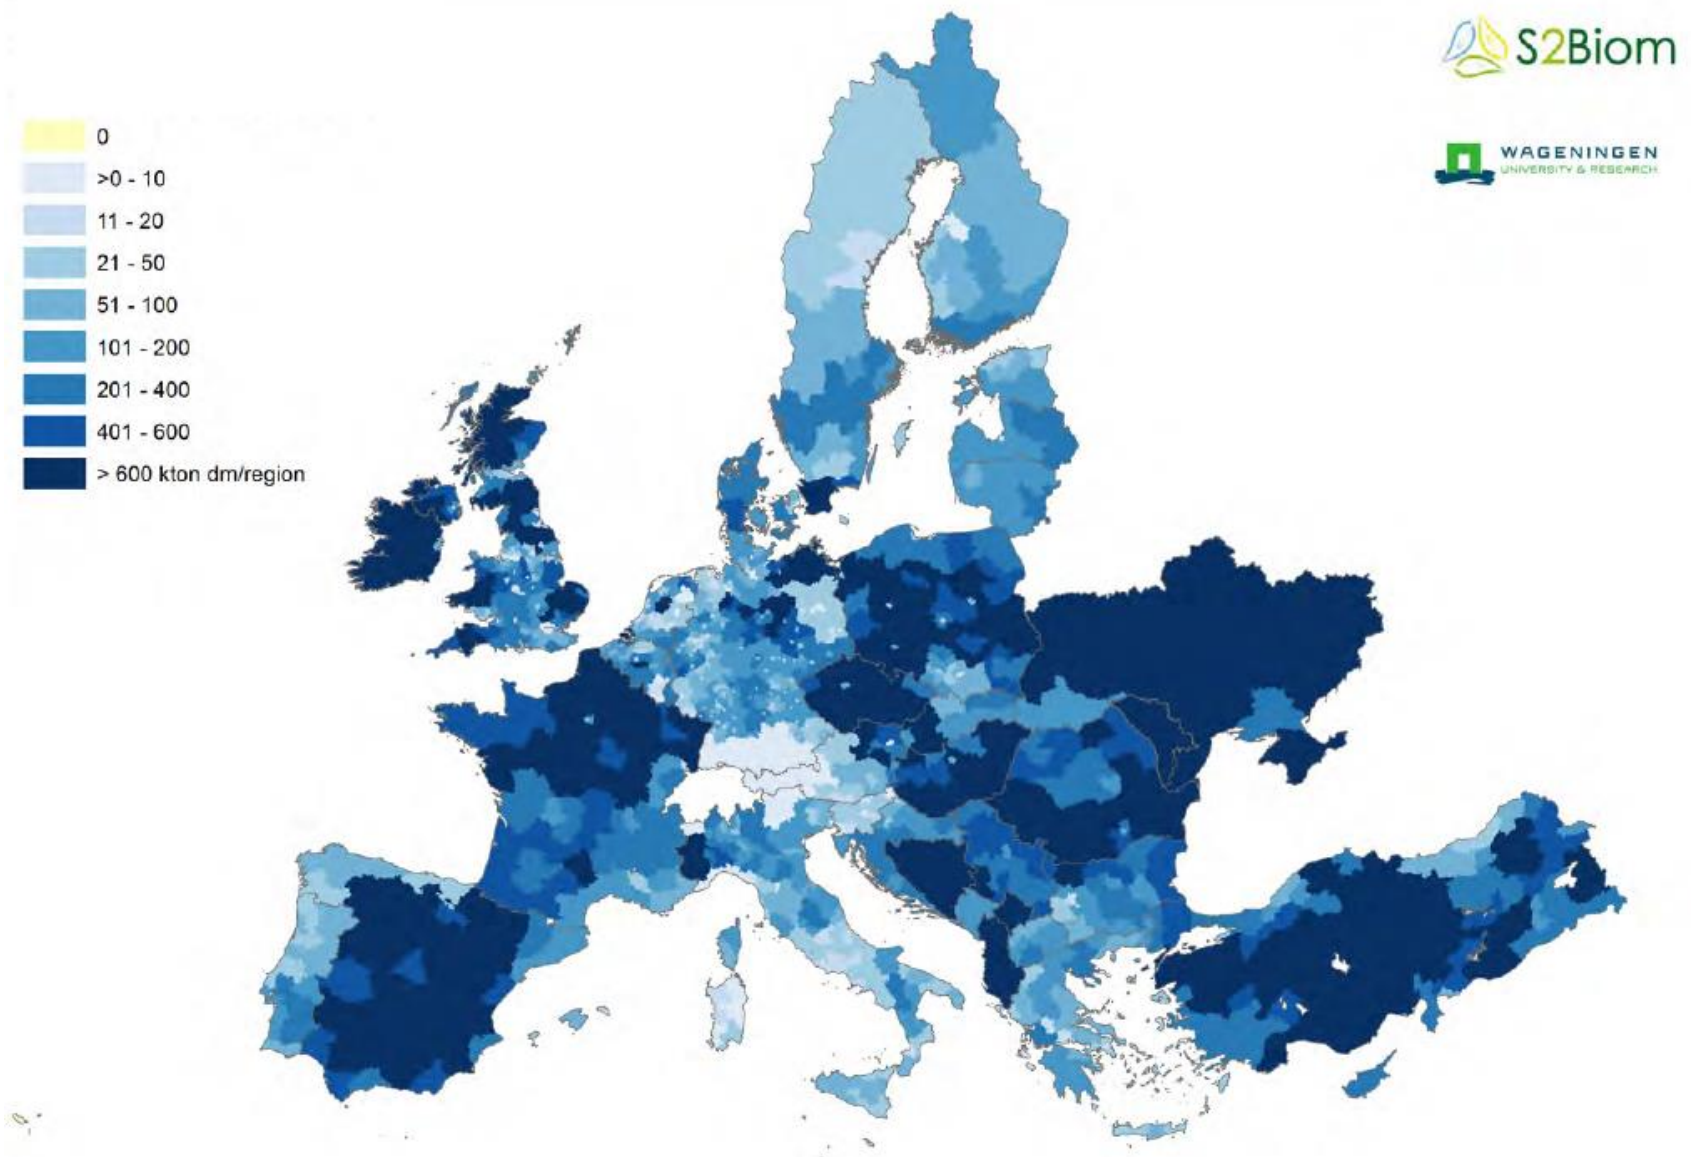 S2Biom
WAGENINGEN
UNIVERSITY & RESEARCH
0
>0 - 10
11 - 20
21 - 50
51 - 100
101 - 200
201 - 400
401 - 600
> 600 kton dm/region